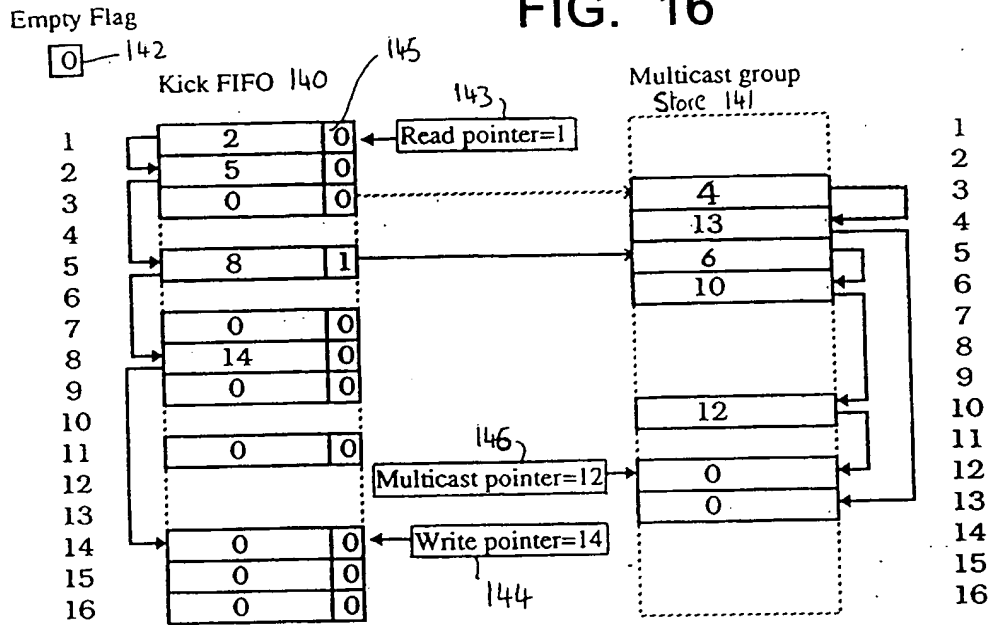 FIG. 16
Empty Flag
0 142
Kick FIFO 140
145
143
Multicast group
Store 141
1 2 0 Read pointer=1 1
2 5 0 2
3 0 0 4 3
4 13 4
5 8 1 6 5
6 10 6
7 0 0 7
8 14 0 8
9 0 0 9
10 12 10
11 0 0 146 11
12 Multicast pointer=12 0 12
13 0 13
14 0 0 Write pointer=14 14
15 0 0 144 15
16 0 0 16